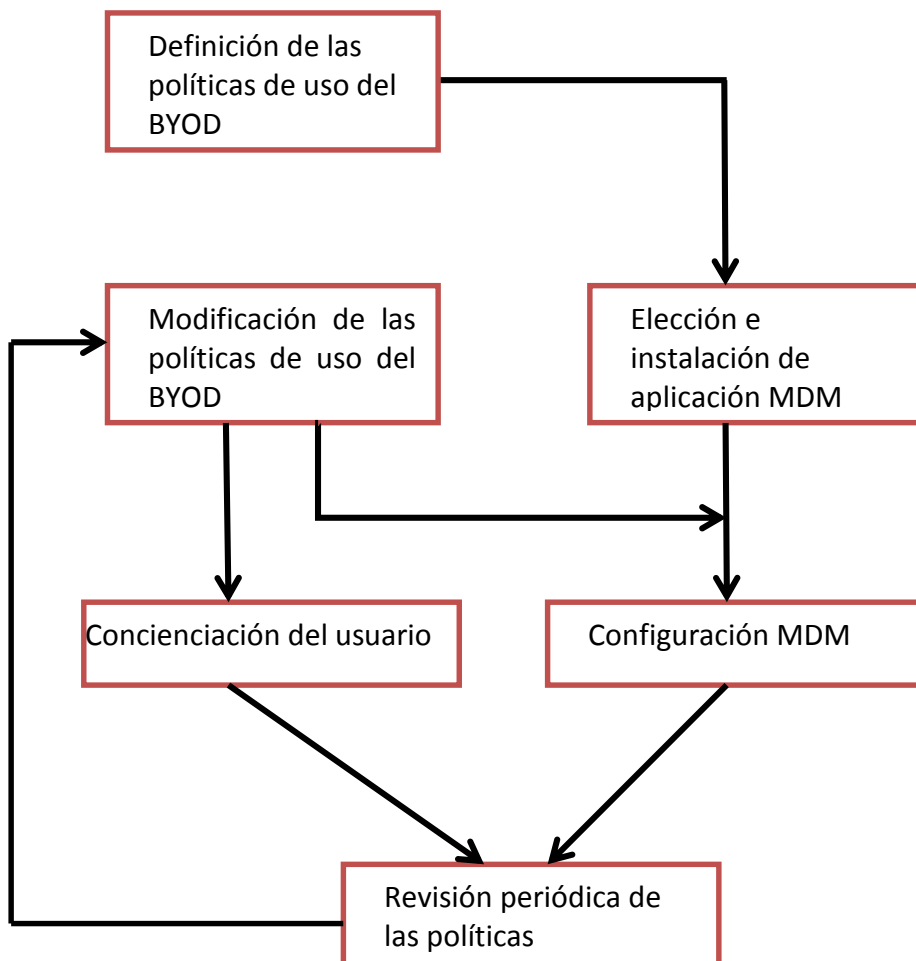 Definición de las
políticas de uso del
BYOD
Modificación de las
políticas de uso del
BYOD
Elección e
instalación de
aplicación MDM
Concienciación del usuario
Configuración MDM
Revisión periódica de
las políticas